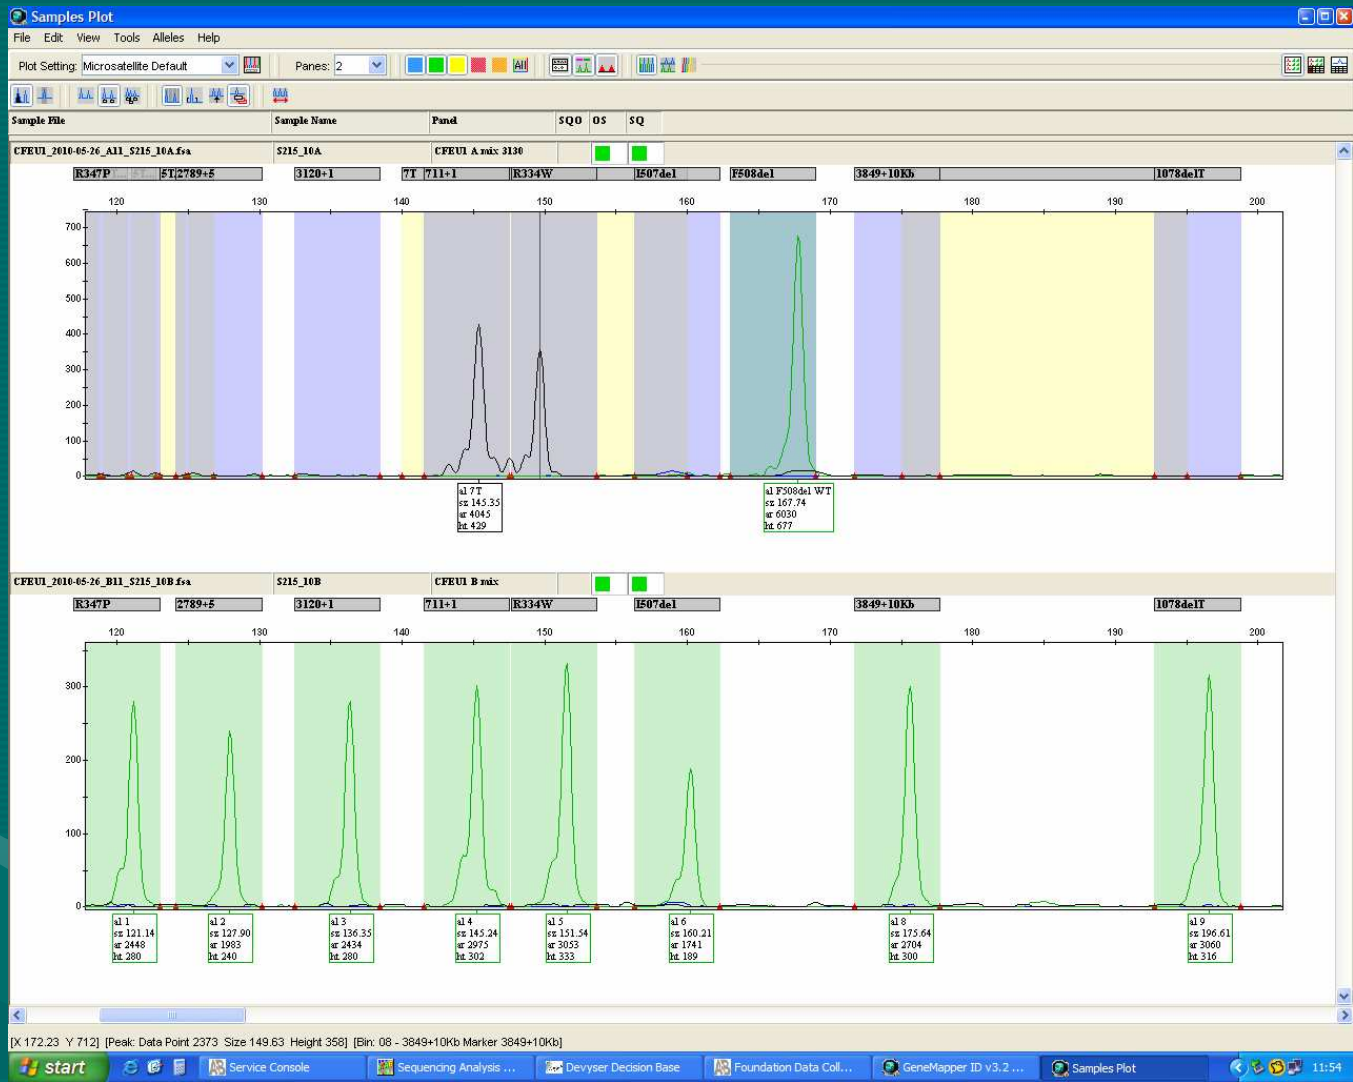 Samples Plot
File Edit View Tools Alleles Help
Plot Setting: Microsatellite Default Panes: 2 All
Sample File Sample Name Panel SQO OS SQ
CFEU1_2010-05-26_A11_S215_10A.fsa S215_10A CFEU1 A mix 3130
R347P 5T 2789+5 3120+1 7T 711+1 R334W I507del F508del 3849+10Kb 1078delT
120 130 140 150 160 170 180 190 200
700
600
500
400
300
200
100
0
al 7T
sz 145.35
ar 4045
ht 429
al F508del WT
sz 167.74
ar 6030
ht 677
CFEU1_2010-05-26_B11_S215_10B.fsa S215_10B CFEU1 B mix
R347P 2789+5 3120+1 711+1 R334W I507del 3849+10Kb 1078delT
120 130 140 150 160 170 180 190 200
300
200
100
0
al 1
sz 121.14
ar 2448
ht 280
al 2
sz 127.90
ar 1983
ht 240
al 3
sz 136.35
ar 2434
ht 280
al 4
sz 145.24
ar 2975
ht 302
al 5
sz 151.54
ar 3053
ht 333
al 6
sz 160.21
ar 1741
ht 189
al 8
sz 175.64
ar 2704
ht 300
al 9
sz 196.61
ar 3060
ht 316
[X 172.23 Y 712] [Peak: Data Point 2373 Size 149.63 Height 358] [Bin: 08 - 3849+10Kb Marker 3849+10Kb]
start Service Console Sequencing Analysis ... Devyser Decision Base Foundation Data Coll... GeneMapper ID v3.2 ... Samples Plot 11:54